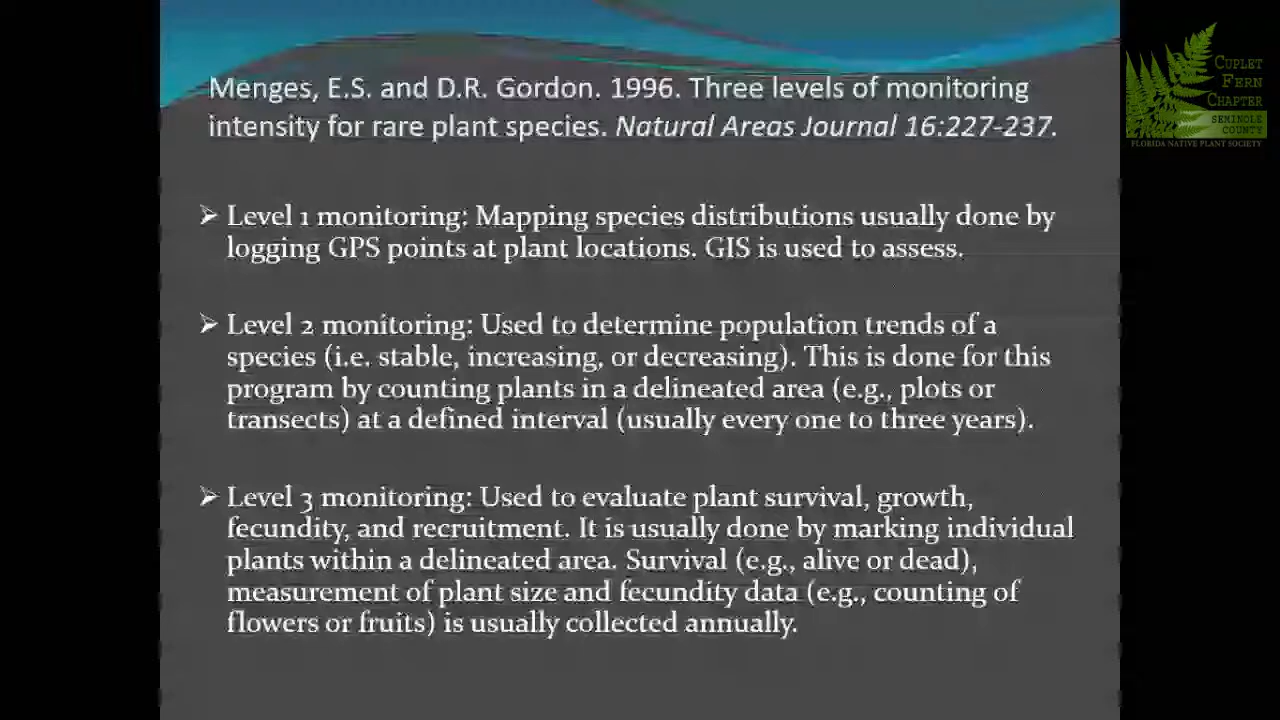 Menges, E.S. and D.R. Gordon. 1996. Three levels of monitoring
intensity for rare plant species. Natural Areas Journal 16:227-237.
CUPLET
FERN
CHAPTER
SEMINOLE
COUNTY
FLORIDA NATIVE PLANT SOCIETY
➢ Level 1 monitoring: Mapping species distributions usually done by
logging GPS points at plant locations. GIS is used to assess.
➢ Level 2 monitoring: Used to determine population trends of a
species (i.e. stable, increasing, or decreasing). This is done for this
program by counting plants in a delineated area (e.g., plots or
transects) at a defined interval (usually every one to three years).
➢ Level 3 monitoring: Used to evaluate plant survival, growth,
fecundity, and recruitment. It is usually done by marking individual
plants within a delineated area. Survival (e.g., alive or dead),
measurement of plant size and fecundity data (e.g., counting of
flowers or fruits) is usually collected annually.